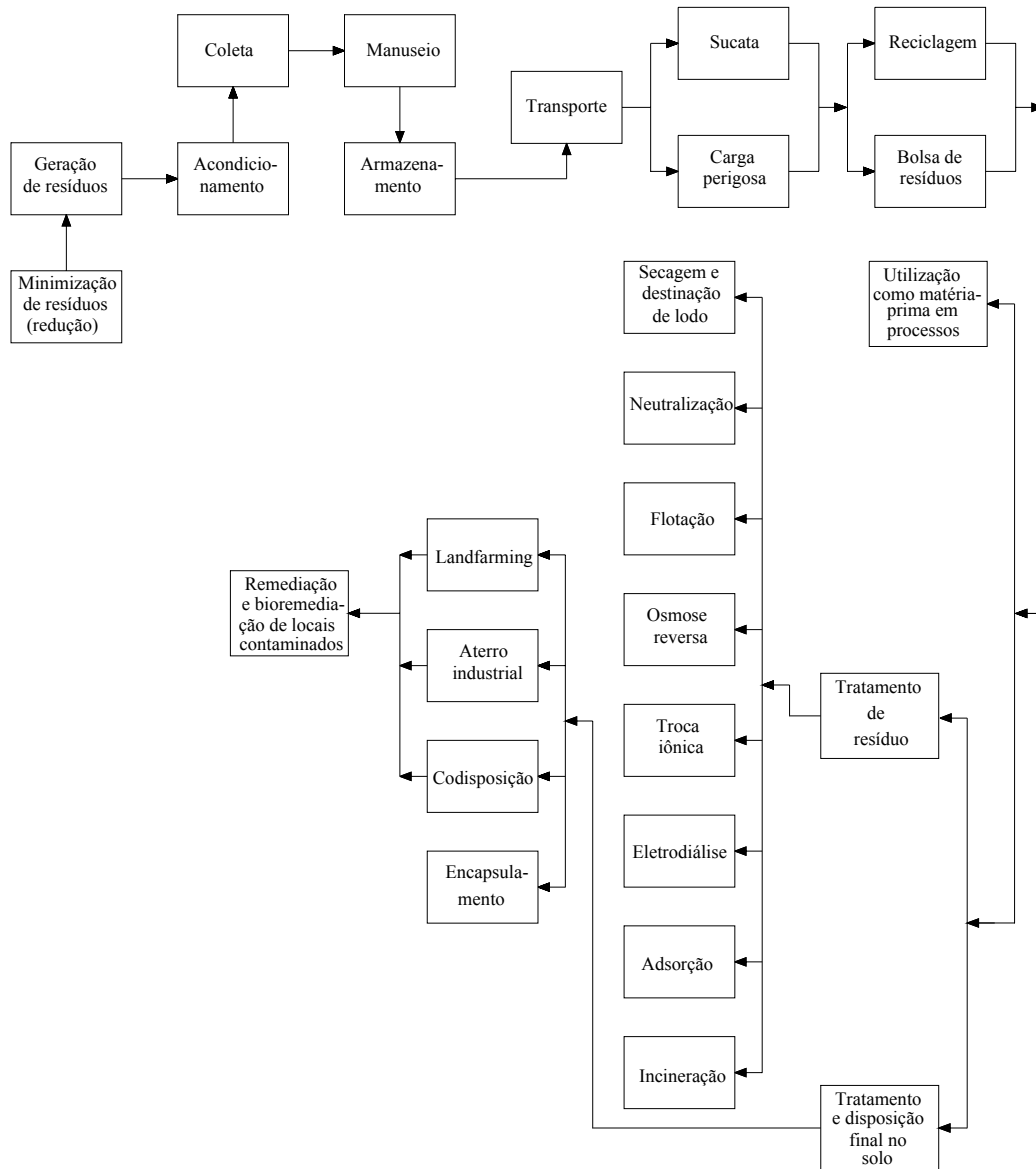 Coleta
Manuseio
Sucata
Reciclagem
Transporte
Geração
de resíduos
Acondicio-
namento
Armazena-
mento
Carga
perigosa
Bolsa de
resíduos
Minimização
de resíduos
(redução)
Secagem e
destinação
de lodo
Utilização
como matéria-
prima em
processos
Neutralização
Flotação
Landfarming
Remediação
e bioremedia-
ção de locais
contaminados
Osmose
reversa
Aterro
industrial
Tratamento
de
resíduo
Troca
iônica
Codisposição
Eletrodiálise
Encapsula-
mento
Adsorção
Incineração
Tratamento
e disposição
final no
solo